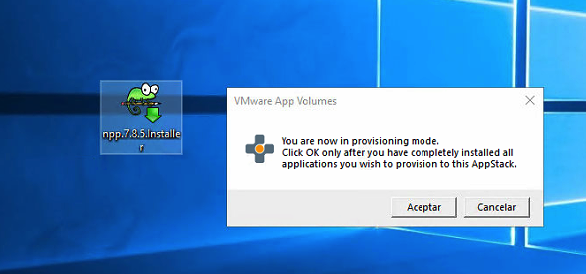 npp.7.8.5.Installe
r
VMware App Volumes
You are now in provisioning mode.
Click OK only after you have completely installed all
applications you wish to provision to this AppStack.
Aceptar
Cancelar